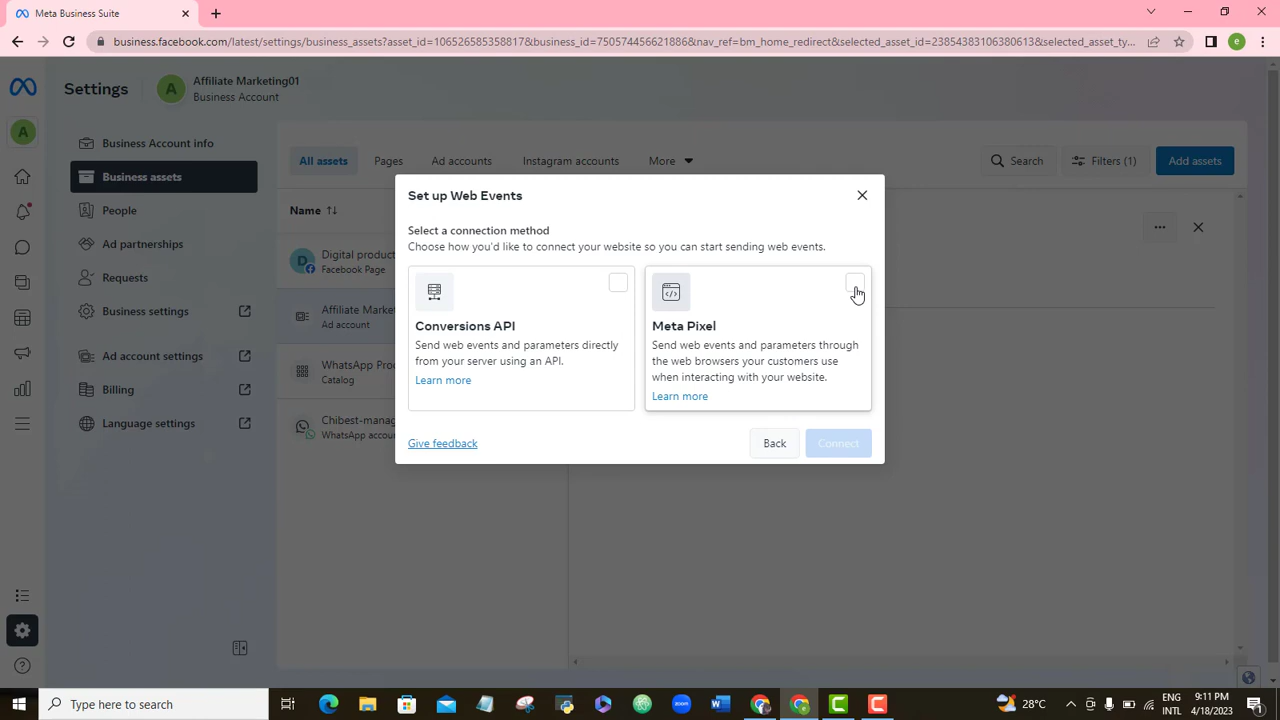 Meta Business Suite
business.facebook.com/latest/settings/business_assets?asset_id=106526585358817&business_id=750574456621886&nav_ref=bm_home_redirect&selected_asset_id=23854383106380613&selected_asset_ty...
e
Settings
A
Affiliate Marketing01
Business Account
A
Business Account info
Business assets
People
Ad partnerships
Requests
Business settings
Ad account settings
Billing
Language settings
All assets
Pages
Ad accounts
Instagram accounts
More
Search
Filters (1)
Add assets
Name
Digital product
Facebook Page
Affiliate Market
Ad account
WhatsApp Pro
Catalog
Chibest-manag
WhatsApp accou
Set up Web Events
Select a connection method
Choose how you'd like to connect your website so you can start sending web events.
Conversions API
Send web events and parameters directly
from your server using an API.
Learn more
Meta Pixel
Send web events and parameters through
the web browsers your customers use
when interacting with your website.
Learn more
Give feedback
Back
Connect
Type here to search
zoom
28°C
ENG
INTL
9:11 PM
4/18/2023